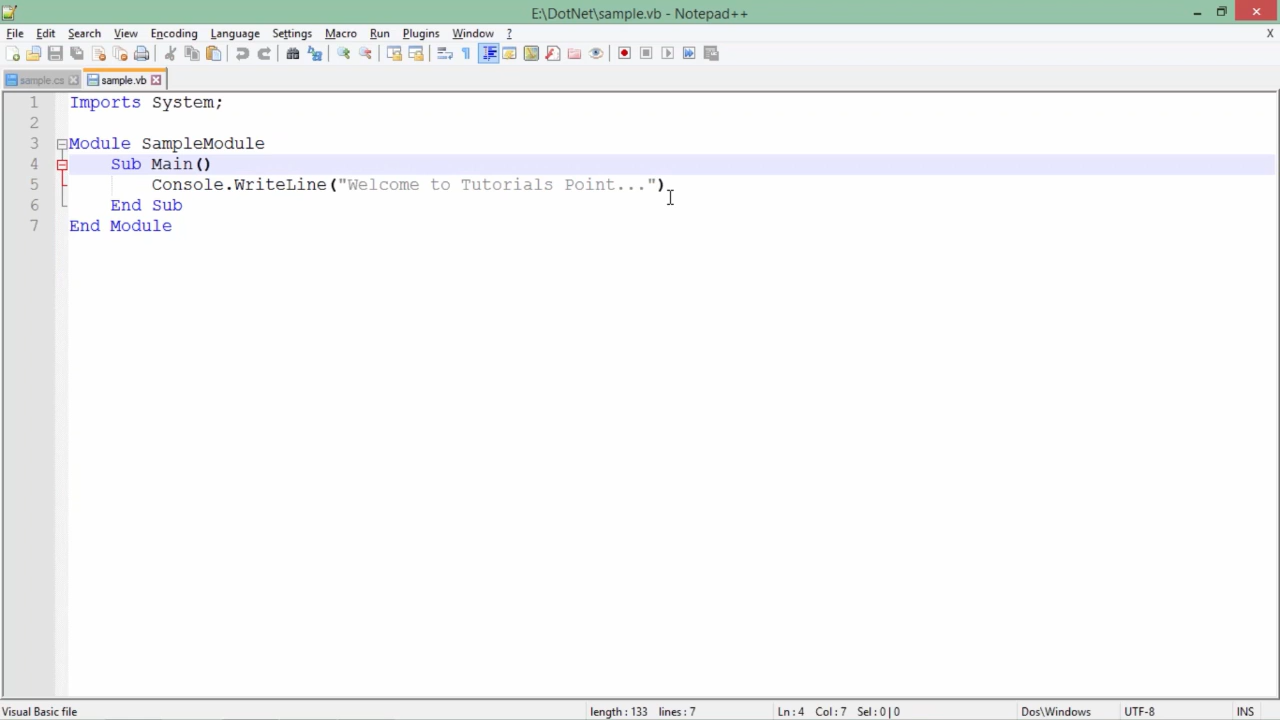 E:\DotNet\sample.vb - Notepad++
File Edit Search View Encoding Language Settings Macro Run Plugins Window ? X
sample.cs sample.vb
1 Imports System;
2
3 Module SampleModule
4 Sub Main()
5 Console.WriteLine("Welcome to Tutorials Point...")
6 End Sub
7 End Module
Visual Basic file length : 133 lines : 7 Ln : 4 Col : 7 Sel : 0 | 0 Dos\Windows UTF-8 INS